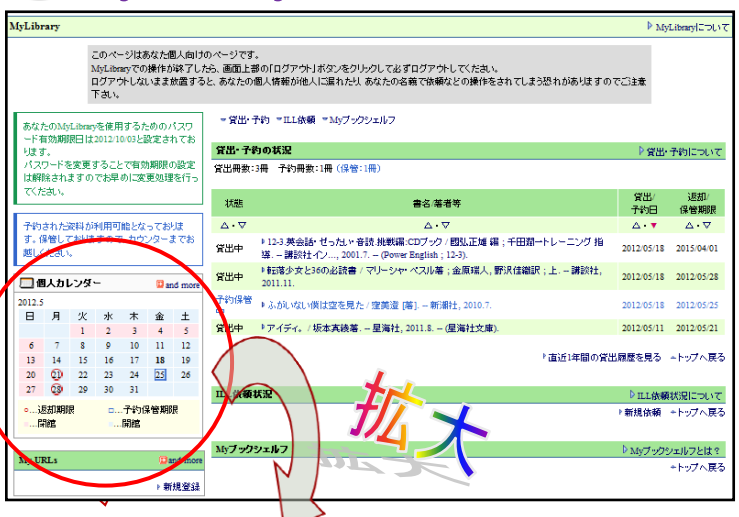 MyLibrary
MyLibraryについて
このページはあなた個人向けのページです。
MyLibraryでの操作が終了したら、画面上部の「ログアウト」ボタンをクリックして必ずログアウトしてください。
ログアウトしないまま放置すると、あなたの個人情報が他人に漏れたり、あなたの名義で依頼などの操作をされてしまう恐れがありますのでご注意
下さい。
あなたのMyLibraryを使用するためのパスワ
ード有効期限日は2012/10/03と設定されてお
ります。
パスワードを変更することで有効期限の設定
は解除されますのでお早めに変更処理を行っ
てください。
予約された資料が利用可能となっておりま
す。保管しておりますので、カウンターまでお
越しください。
個人カレンダー and more
2012.5
日 月 火 水 木 金 土
1 2 3 4 5
6 7 8 9 10 11 12
13 14 15 16 17 18 19
20 21 22 23 24 25 26
27 28 29 30 31
○…返却期限 □…予約保管期限
…閉館 …開館
My URLs and more
新規登録
貸出・予約 ILL依頼 Myブックシェルフ
貸出・予約の状況 貸出・予約について
貸出冊数:3冊 予約冊数:1冊 (保管:1冊)
状態 書名/著者等 貸出/予約日 返却/保管期限
△・▽ △・▽ △・▼ △・▽
貸出中 12-3.英会話・ぜったい・音読.挑戦編:CDブック / 國弘正雄 編 ; 千田潤一トレーニング 指
導. -- 講談社インタ..., 2001.7. -- (Power English ; 12-3). 2012/05/18 2015/04/01
貸出中 転落少女と360の必読書 / マリーシャ・ペスル著 ; 金原瑞人, 野沢佳織訳 ; 上. -- 講談社,
2011.11. 2012/05/18 2012/05/28
予約保管
中 ふがいない僕は空を見た / 窪美澄 [著]. -- 新潮社, 2010.7. 2012/05/18 2012/05/25
貸出中 アイディ。 / 坂本真綾著. -- 星海社, 2011.8. -- (星海社文庫). 2012/05/11 2012/05/21
直近1年間の貸出履歴を見る トップへ戻る
ILL依頼状況 ILL依頼状況について
新規依頼 トップへ戻る
拡大
Myブックシェルフ Myブックシェルフとは?
トップへ戻る